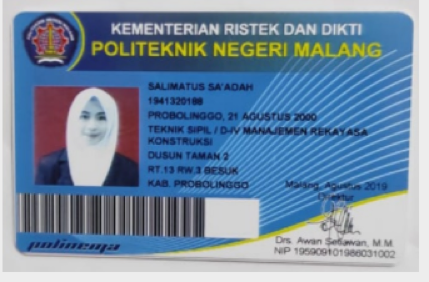 KEMENTERIAN RISTEK DAN DIKTI
POLITEKNIK NEGERI MALANG
SALIMATUS SA'ADAH
1941320188
PROBOLINGGO, 21 AGUSTUS 2000
TEKNIK SIPIL / D-IV MANAJEMEN REKAYASA
KONSTRUKSI
DUSUN TAMAN 2
RT.13 RW.3 BESUK
KAB. PROBOLINGGO
Malang, Agustus 2019
Direktur
polinema
Drs. Awan Setiawan, M.M
NIP 195909101986031002